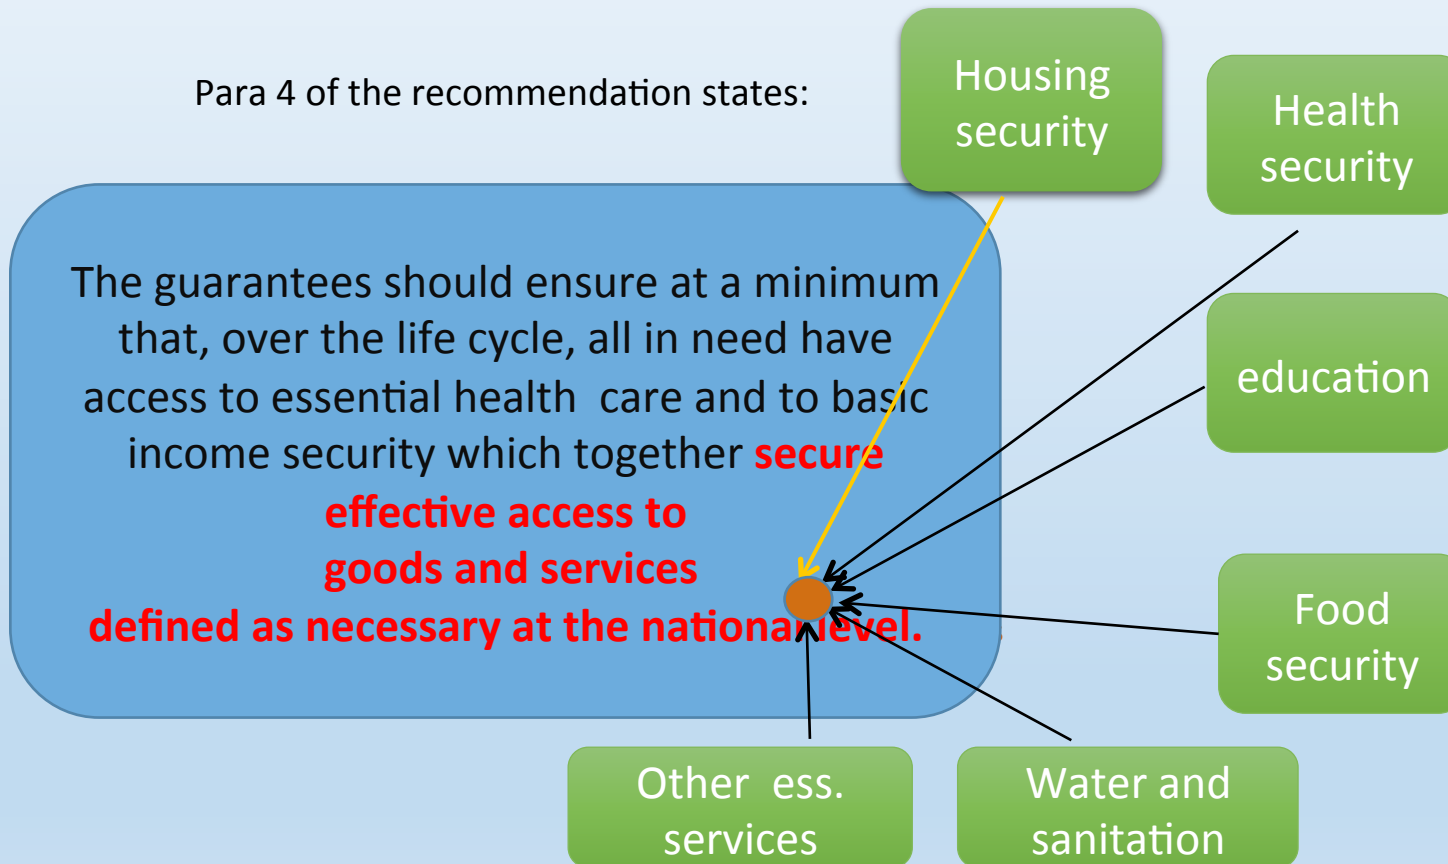 Para 4 of the recommendation states:
Housing
security
Health
security
The guarantees should ensure at a minimum
that, over the life cycle, all in need have
access to essential health  care and to basic
income security which together secure
effective access to
goods and services
defined as necessary at the national level.
education
Food
security
Other  ess.
services
Water and
sanitation